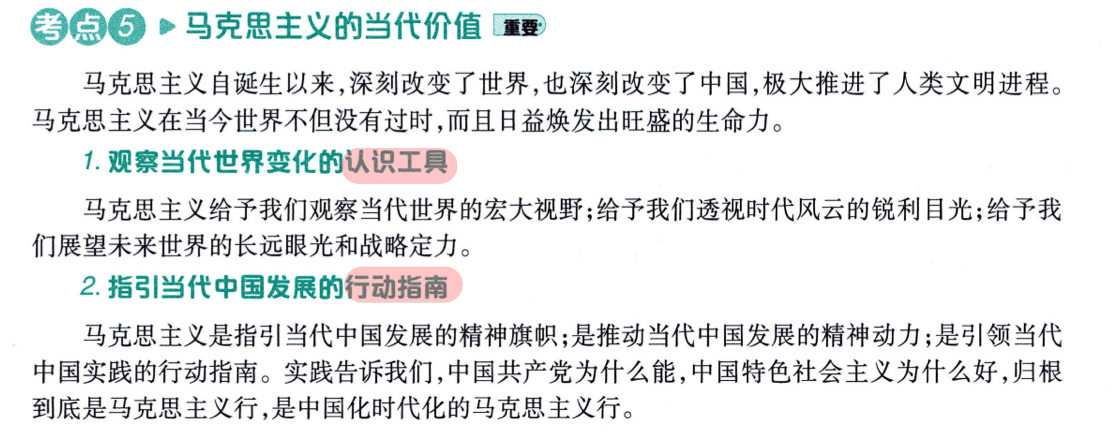 考点5 马克思主义的当代价值 重要
马克思主义自诞生以来,深刻改变了世界,也深刻改变了中国,极大推进了人类文明进程。
马克思主义在当今世界不但没有过时,而且日益焕发出旺盛的生命力。
1. 观察当代世界变化的认识工具
马克思主义给予我们观察当代世界的宏大视野;给予我们透视时代风云的锐利目光;给予我
们展望未来世界的长远眼光和战略定力。
2. 指引当代中国发展的行动指南
马克思主义是指引当代中国发展的精神旗帜;是推动当代中国发展的精神动力;是引领当代
中国实践的行动指南。实践告诉我们,中国共产党为什么能,中国特色社会主义为什么好,归根
到底是马克思主义行,是中国化时代化的马克思主义行。